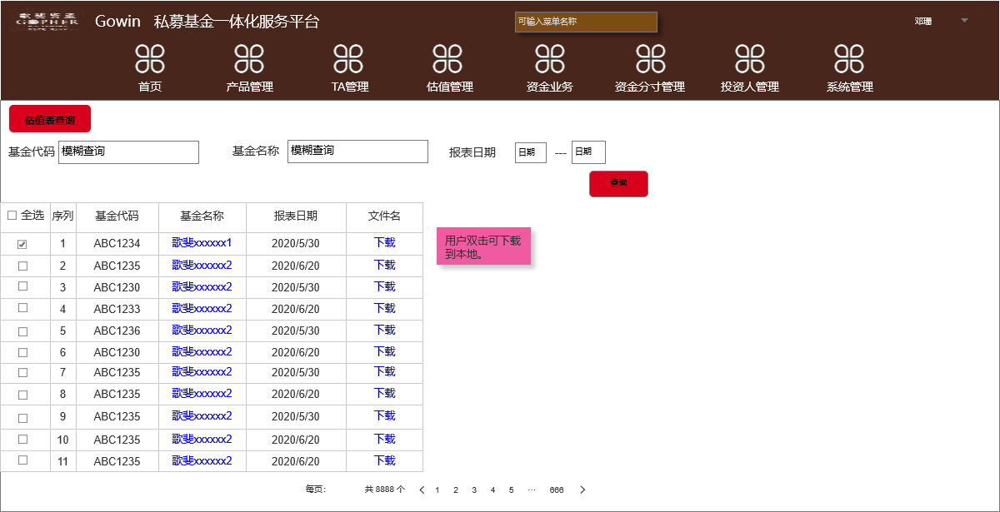 歌斐资产
GOPHER
Gowin 私募基金一体化服务平台
可输入菜单名称
邓珊
首页 产品管理 TA管理 估值管理 资金业务 资金分寸管理 投资人管理 系统管理
估值表查询
基金代码 模糊查询 基金名称 模糊查询 报表日期 日期 --- 日期
查询
全选 序列 基金代码 基金名称 报表日期 文件名
1 ABC1234 歌斐xxxxxx1 2020/5/30 下载
用户双击可下载
到本地。
2 ABC1235 歌斐xxxxxx2 2020/6/20 下载
3 ABC1230 歌斐xxxxxx2 2020/5/30 下载
4 ABC1233 歌斐xxxxxx2 2020/6/20 下载
5 ABC1236 歌斐xxxxxx2 2020/5/30 下载
6 ABC1230 歌斐xxxxxx2 2020/6/20 下载
7 ABC1235 歌斐xxxxxx2 2020/5/30 下载
8 ABC1235 歌斐xxxxxx2 2020/6/20 下载
9 ABC1235 歌斐xxxxxx2 2020/5/30 下载
10 ABC1235 歌斐xxxxxx2 2020/6/20 下载
11 ABC1235 歌斐xxxxxx2 2020/6/20 下载
每页： 共 8888 个 < 1 2 3 4 5 ··· 666 >